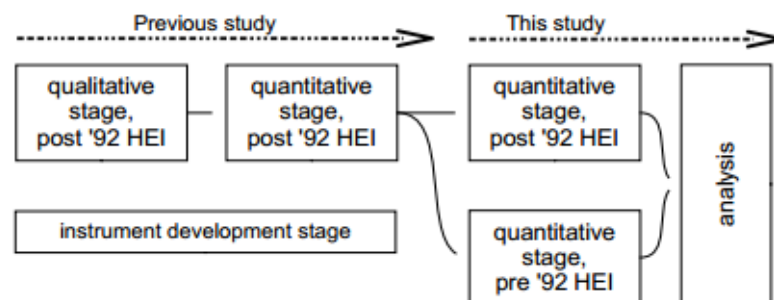 Previous study
This study
qualitative
stage,
post '92 HEI
quantitative
stage,
post '92 HEI
quantitative
stage,
post '92 HEI
analysis
instrument development stage
quantitative
stage,
pre '92 HEI